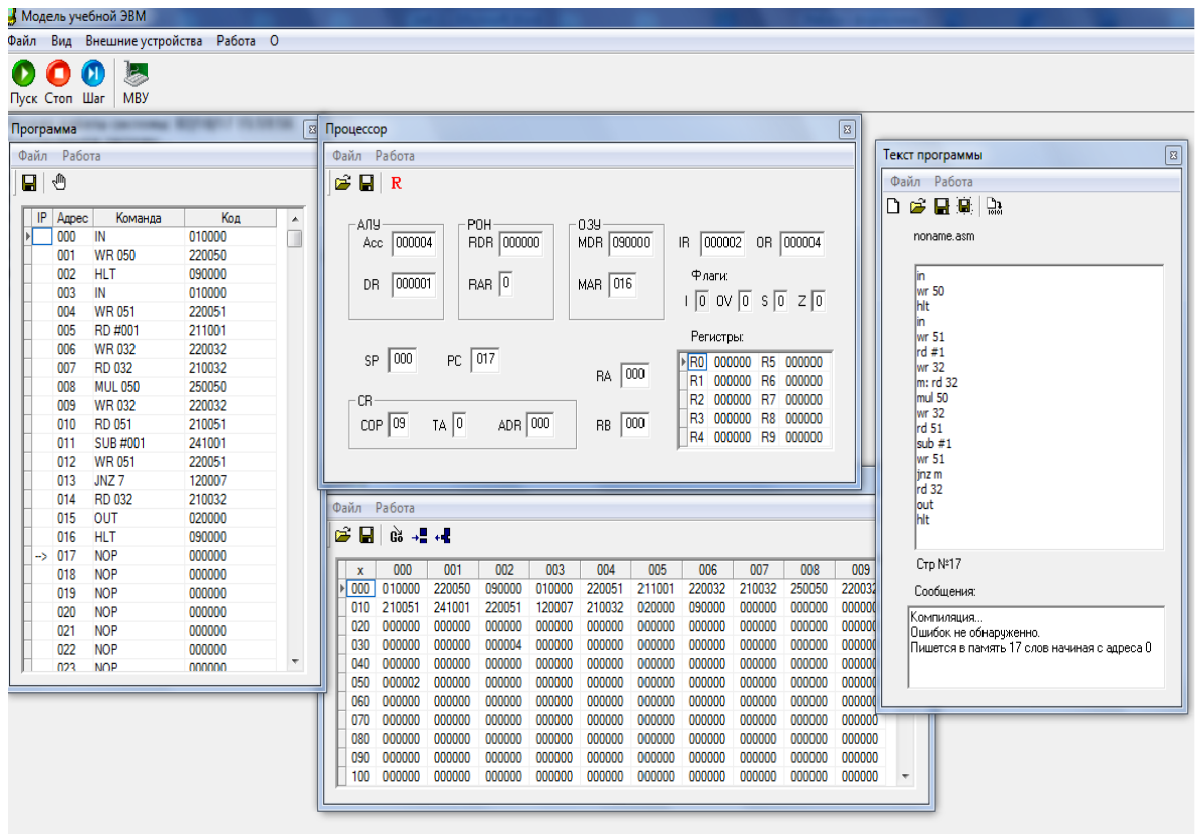 Модель учебной ЭВМ
Файл Вид Внешние устройства Работа О
Пуск Стоп Шаг МВУ
Программа
Файл Работа
IP Адрес Команда Код
000 IN 010000
001 WR 050 220050
002 HLT 090000
003 IN 010000
004 WR 051 220051
005 RD #001 211001
006 WR 032 220032
007 RD 032 210032
008 MUL 050 250050
009 WR 032 220032
010 RD 051 210051
011 SUB #001 241001
012 WR 051 220051
013 JNZ 7 120007
014 RD 032 210032
015 OUT 020000
016 HLT 090000
--> 017 NOP 000000
018 NOP 000000
019 NOP 000000
020 NOP 000000
021 NOP 000000
022 NOP 000000
023 NOP 000000
Процессор
Файл Работа
R
АЛУ РОН ОЗУ
Acc 000004 RDR 000000 MDR 090000 IR 000002 OR 000004
DR 000001 RAR 0 MAR 016
Флаги:
I 0 OV 0 S 0 Z 0
Регистры:
SP 000 PC 017 RA 000
CR
COP 09 TA 0 ADR 000 RB 000
R0 000000 R5 000000
R1 000000 R6 000000
R2 000000 R7 000000
R3 000000 R8 000000
R4 000000 R9 000000
Файл Работа
Go
x 000 001 002 003 004 005 006 007 008 009
000 010000 220050 090000 010000 220051 211001 220032 210032 250050 220032
010 210051 241001 220051 120007 210032 020000 090000 000000 000000 000000
020 000000 000000 000000 000000 000000 000000 000000 000000 000000 000000
030 000000 000000 000004 000000 000000 000000 000000 000000 000000 000000
040 000000 000000 000000 000000 000000 000000 000000 000000 000000 000000
050 000002 000000 000000 000000 000000 000000 000000 000000 000000 000000
060 000000 000000 000000 000000 000000 000000 000000 000000 000000 000000
070 000000 000000 000000 000000 000000 000000 000000 000000 000000 000000
080 000000 000000 000000 000000 000000 000000 000000 000000 000000 000000
090 000000 000000 000000 000000 000000 000000 000000 000000 000000 000000
100 000000 000000 000000 000000 000000 000000 000000 000000 000000 000000
Текст программы
Файл Работа
noname.asm
in
wr 50
hlt
in
wr 51
rd #1
wr 32
m: rd 32
mul 50
wr 32
rd 51
sub #1
wr 51
jnz m
rd 32
out
hlt
Стр №17
Сообщения:
Компиляция...
Ошибок не обнаруженно.
Пишется в память 17 слов начиная с адреса 0